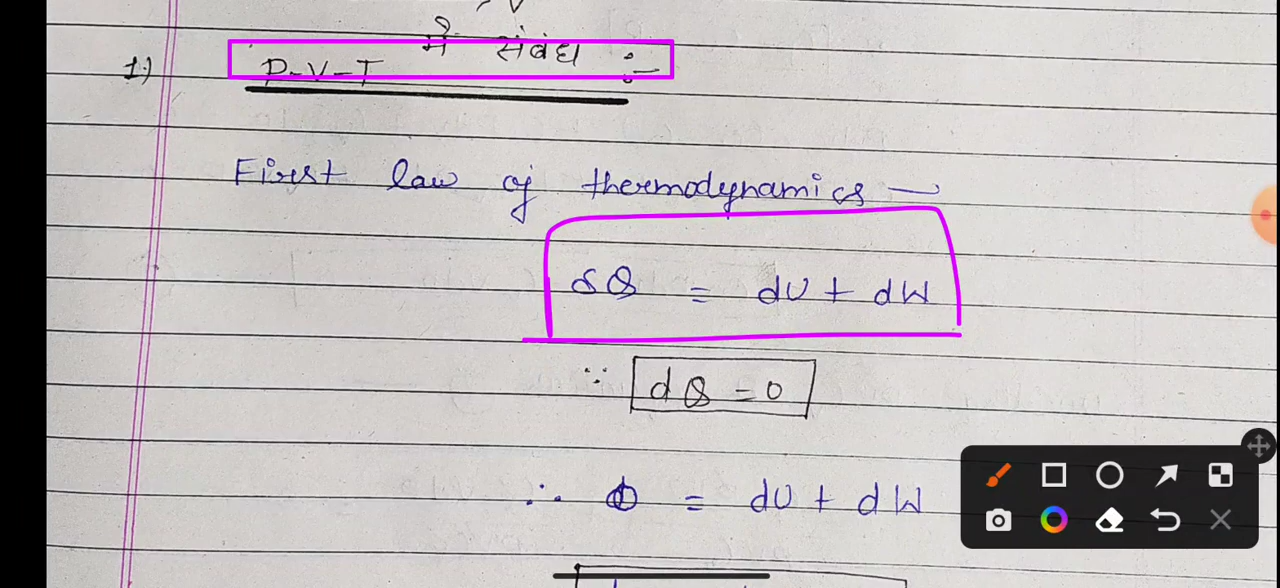 में संबंध
1:) P-V-T :-
First law of thermodynamics —
δQ = dU + dW
∵ dQ = 0
∴ 0 = dU + dW